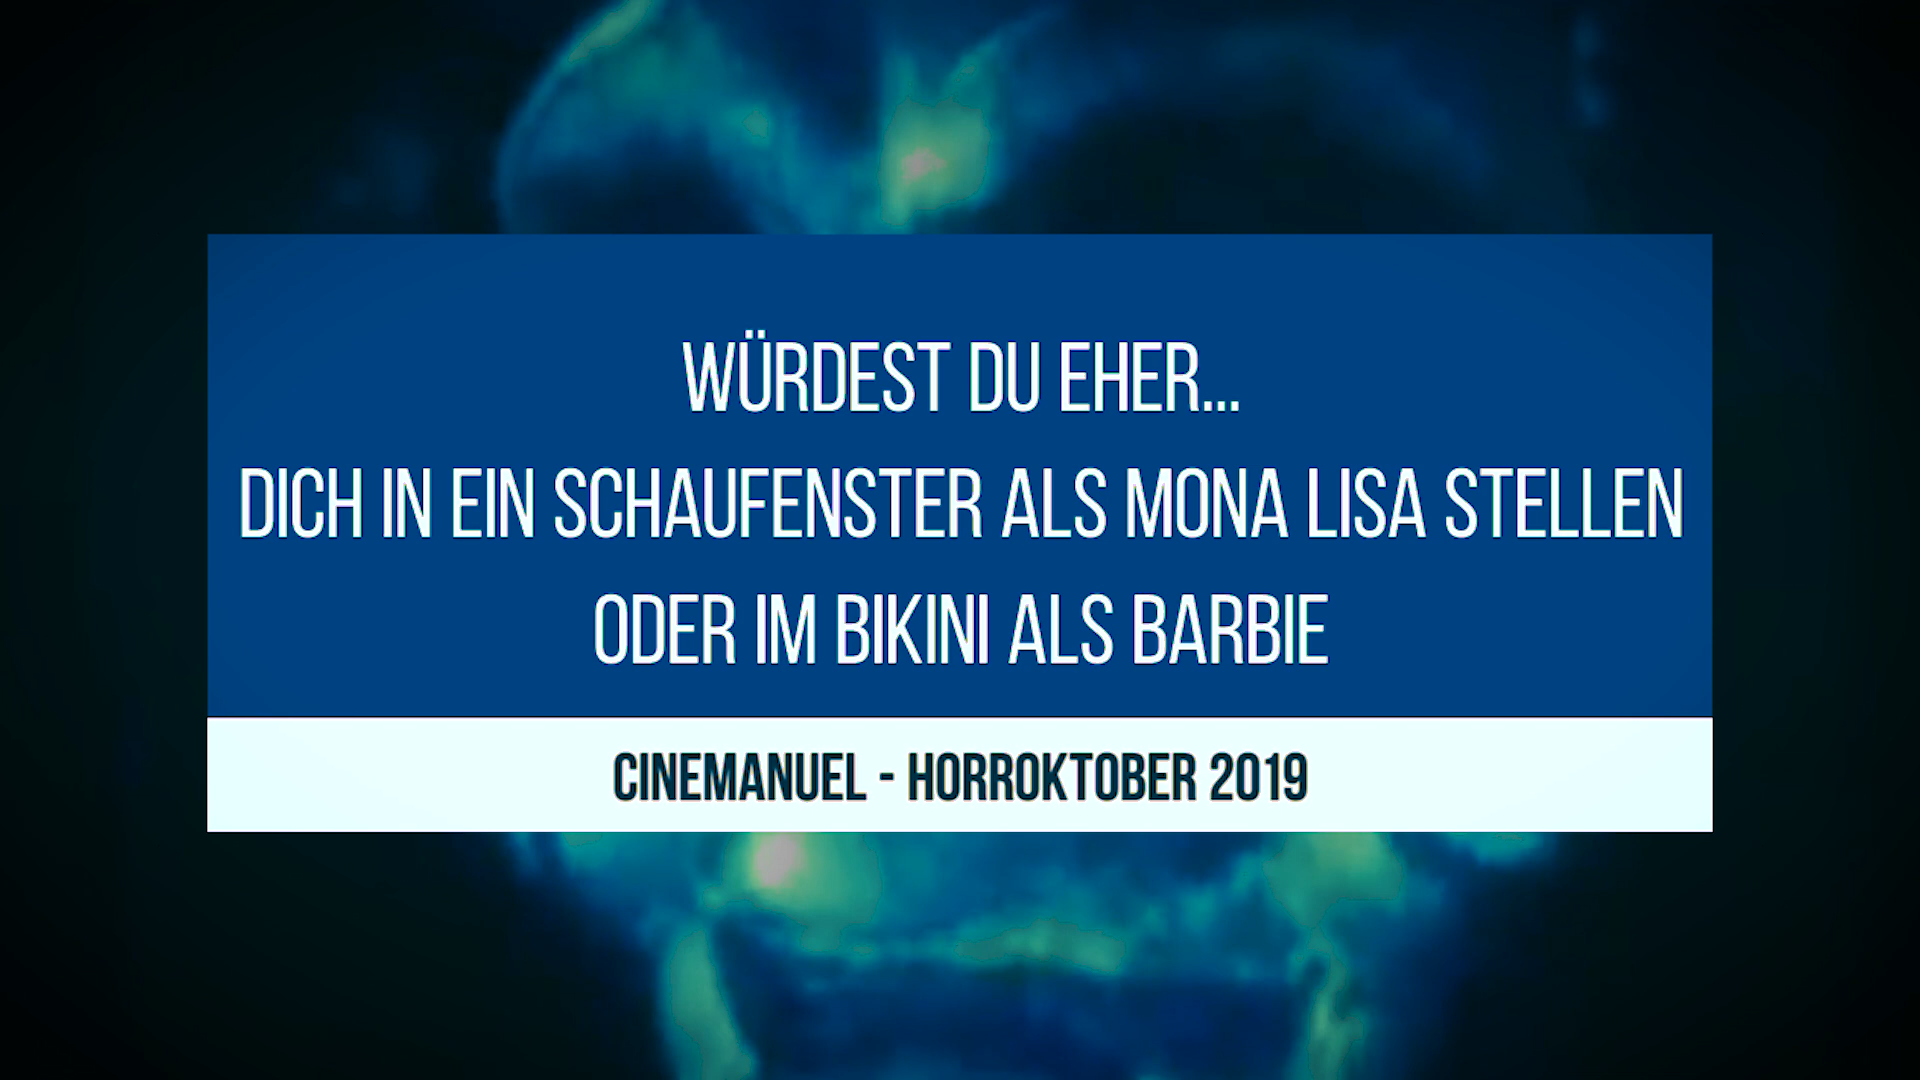 WÜRDEST DU EHER...
DICH IN EIN SCHAUFENSTER ALS MONA LISA STELLEN
ODER IM BIKINI ALS BARBIE
CINEMANUEL - HORROKTOBER 2019